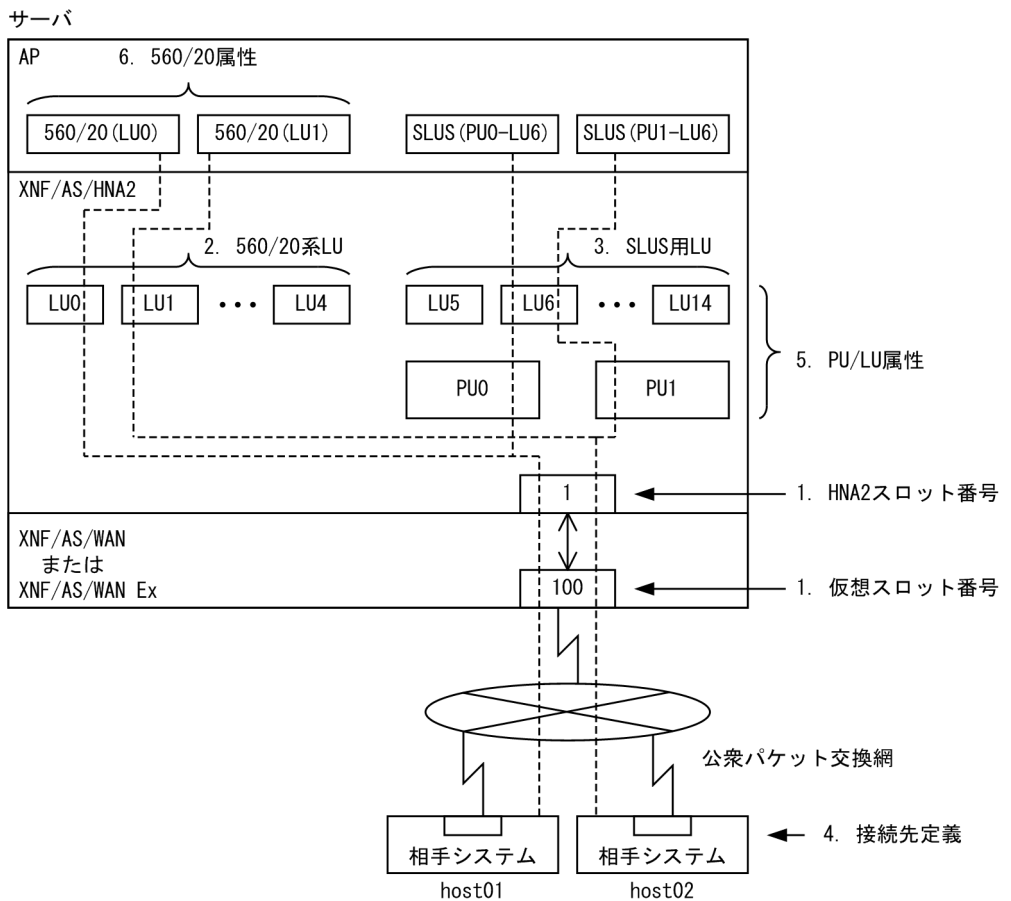 サーバ
AP
6. 560/20属性
560/20(LU0)
560/20(LU1)
SLUS(PU0-LU6)
SLUS(PU1-LU6)
XNF/AS/HNA2
2. 560/20系LU
3. SLUS用LU
LU0
LU1
・・・
LU4
LU5
LU6
・・・
LU14
5. PU/LU属性
PU0
PU1
1
1. HNA2スロット番号
XNF/AS/WAN
または
XNF/AS/WAN Ex
100
1. 仮想スロット番号
公衆パケット交換網
4. 接続先定義
相手システム
相手システム
host01
host02